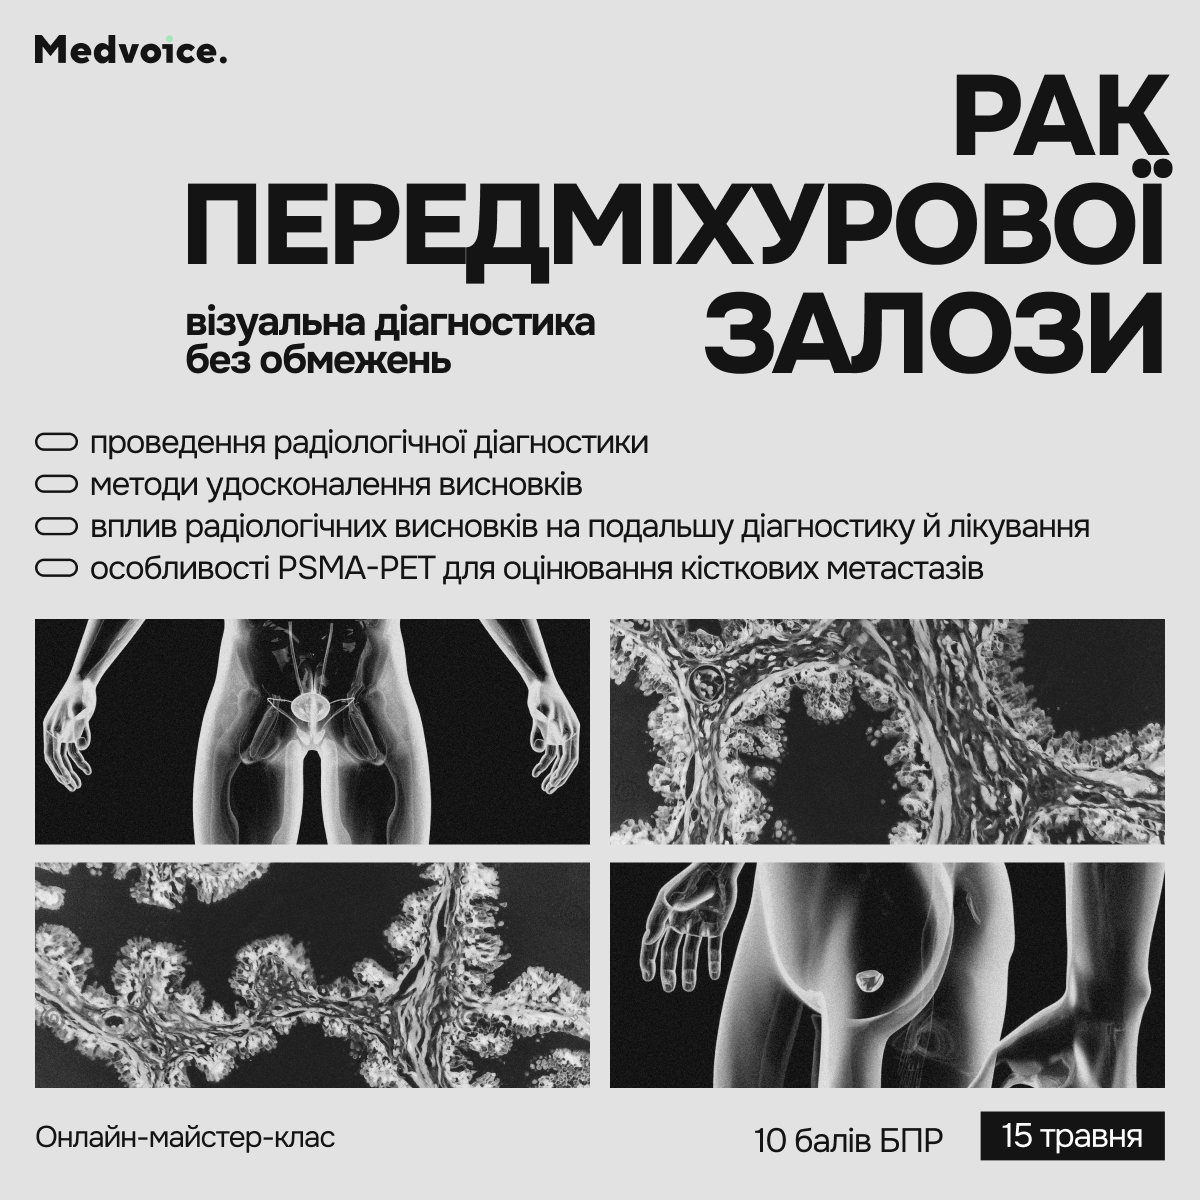 Medvoice.
РАК
ПЕРЕДМІХУРОВОЇ
ЗАЛОЗИ
візуальна діагностика
без обмежень
проведення радіологічної діагностики
методи удосконалення висновків
вплив радіологічних висновків на подальшу діагностику й лікування
особливості PSMA-PET для оцінювання кісткових метастазів
Онлайн-майстер-клас
10 балів БПР
15 травня